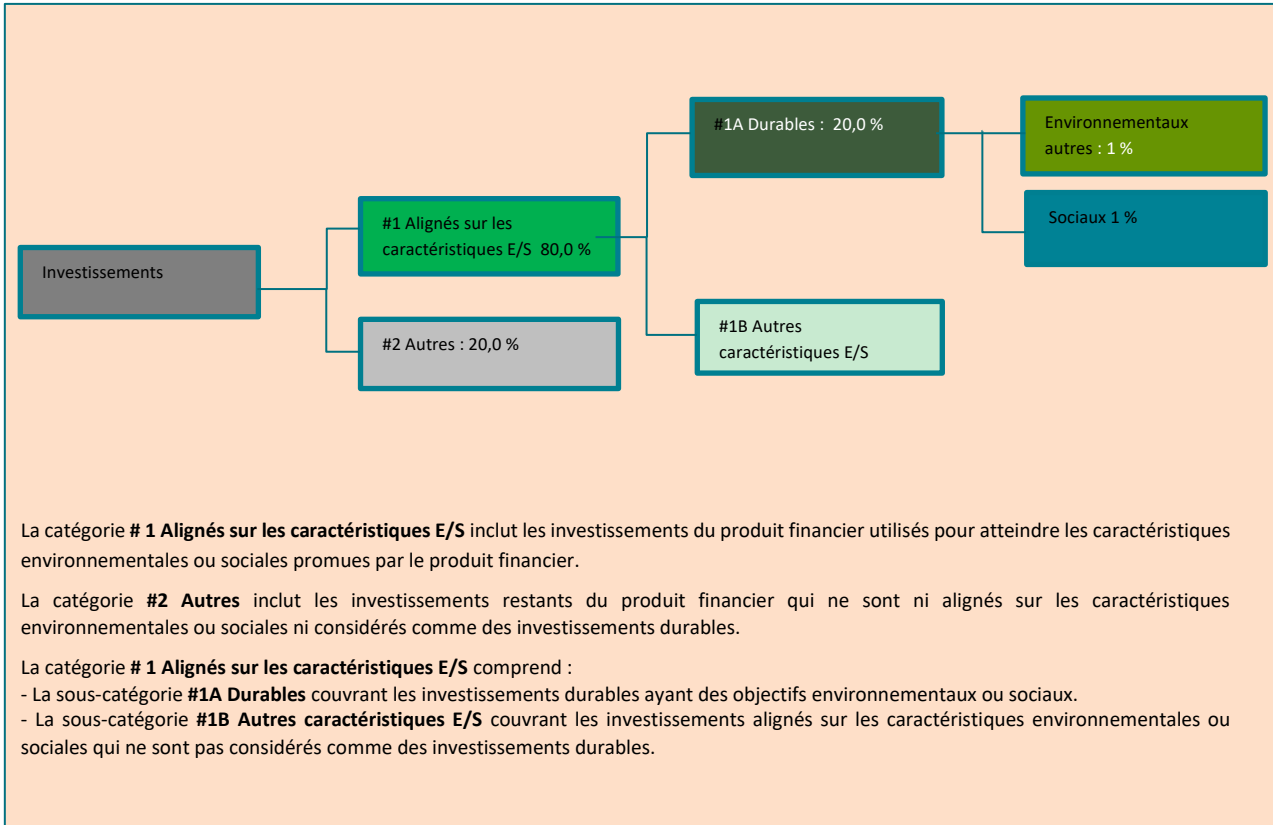 #1A Durables : 20,0 %
Environnementaux
autres : 1 %
#1 Alignés sur les
caractéristiques E/S 80,0 %
Sociaux 1 %
Investissements
#2 Autres : 20,0 %
#1B Autres
caractéristiques E/S
La catégorie # 1 Alignés sur les caractéristiques E/S inclut les investissements du produit financier utilisés pour atteindre les caractéristiques
environnementales ou sociales promues par le produit financier.
La catégorie #2 Autres inclut les investissements restants du produit financier qui ne sont ni alignés sur les caractéristiques
environnementales ou sociales ni considérés comme des investissements durables.
La catégorie # 1 Alignés sur les caractéristiques E/S comprend :
- La sous-catégorie #1A Durables couvrant les investissements durables ayant des objectifs environnementaux ou sociaux.
- La sous-catégorie #1B Autres caractéristiques E/S couvrant les investissements alignés sur les caractéristiques environnementales ou
sociales qui ne sont pas considérés comme des investissements durables.